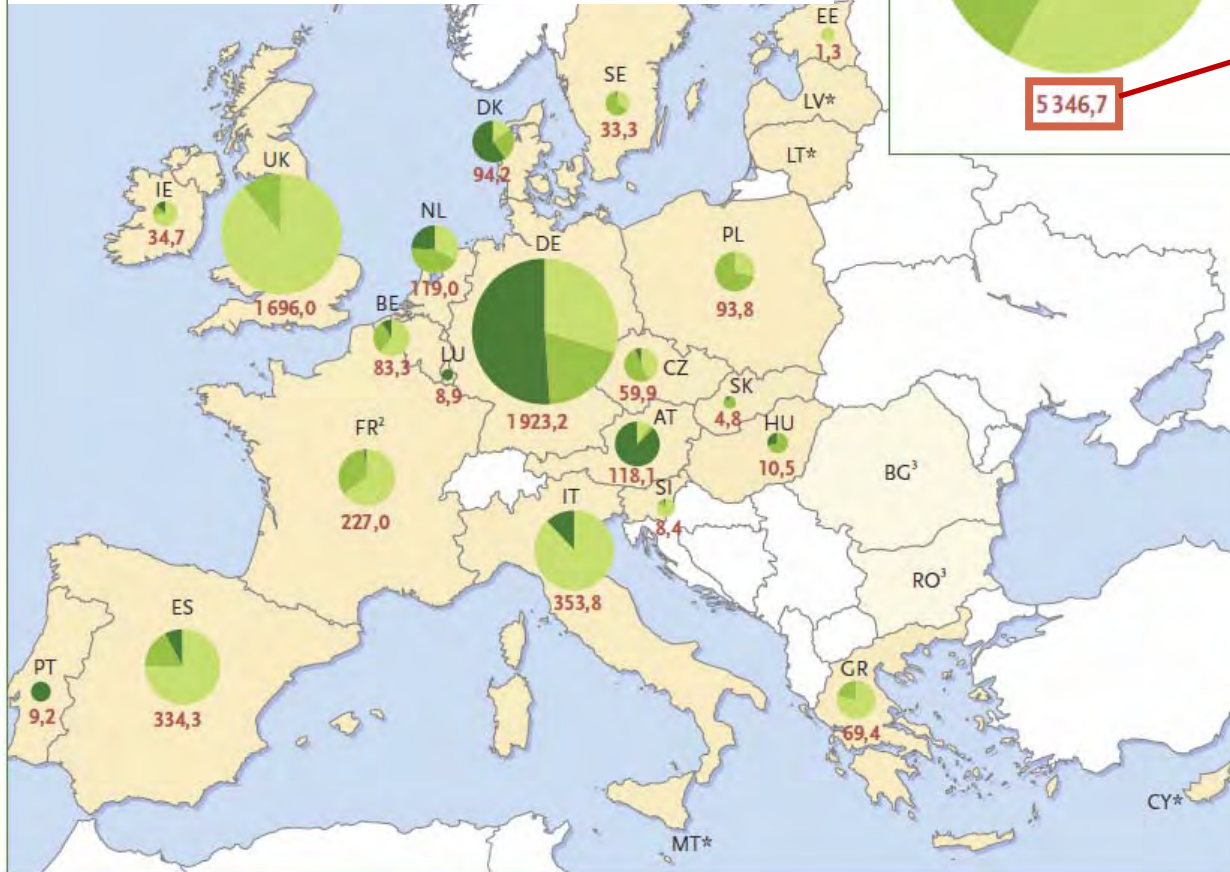 EE
1,3
5 346,7
SE
33,3
LV*
DK
94,2
LT*
UK
1 696,0
IE
34,7
NL
119,0
DE
1 923,2
PL
93,8
BE
83,3
LU
8,9
CZ
59,9
SK
4,8
FR²
227,0
AT
118,1
HU
10,5
BG³
IT
353,8
SI
8,4
RO³
ES
334,3
PT
9,2
GR
69,4
CY*
MT*